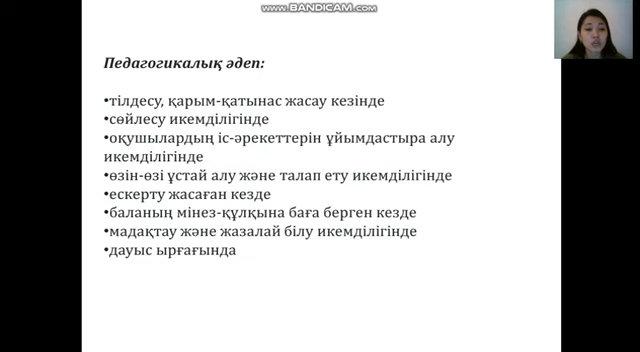 www.BANDICAM.com
Педагогикалық әдеп:
•тілдесу, қарым-қатынас жасау кезінде
•сөйлесу икемділігінде
•оқушылардың іс-әрекеттерін ұйымдастыра алу
икемділігінде
•өзін-өзі ұстай алу және талап ету икемділігінде
•ескерту жасаған кезде
•баланың мінез-құлқына баға берген кезде
•мадақтау және жазалай білу икемділігінде
•дауыс ырғағында